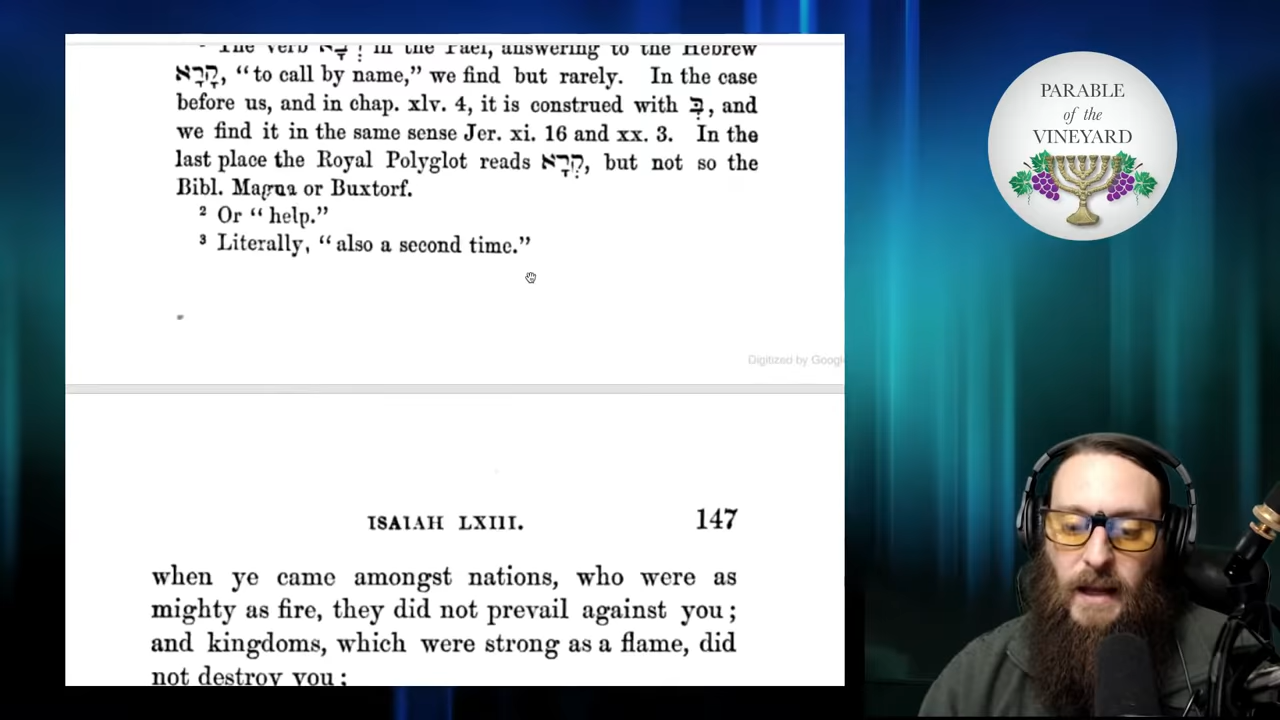 in the Pael, answering to the Hebrew
קְרָא, “to call by name,” we find but rarely. In the case
before us, and in chap. xlv. 4, it is construed with בְּ, and
we find it in the same sense Jer. xi. 16 and xx. 3. In the
last place the Royal Polyglot reads קְרָא, but not so the
Bibl. Magna or Buxtorf.
² Or “help.”
³ Literally, “also a second time.”
Digitized by Googl
ISAIAH LXIII. 147
when ye came amongst nations, who were as
mighty as fire, they did not prevail against you;
and kingdoms, which were strong as a flame, did
not destroy you;
PARABLE
of the
VINEYARD